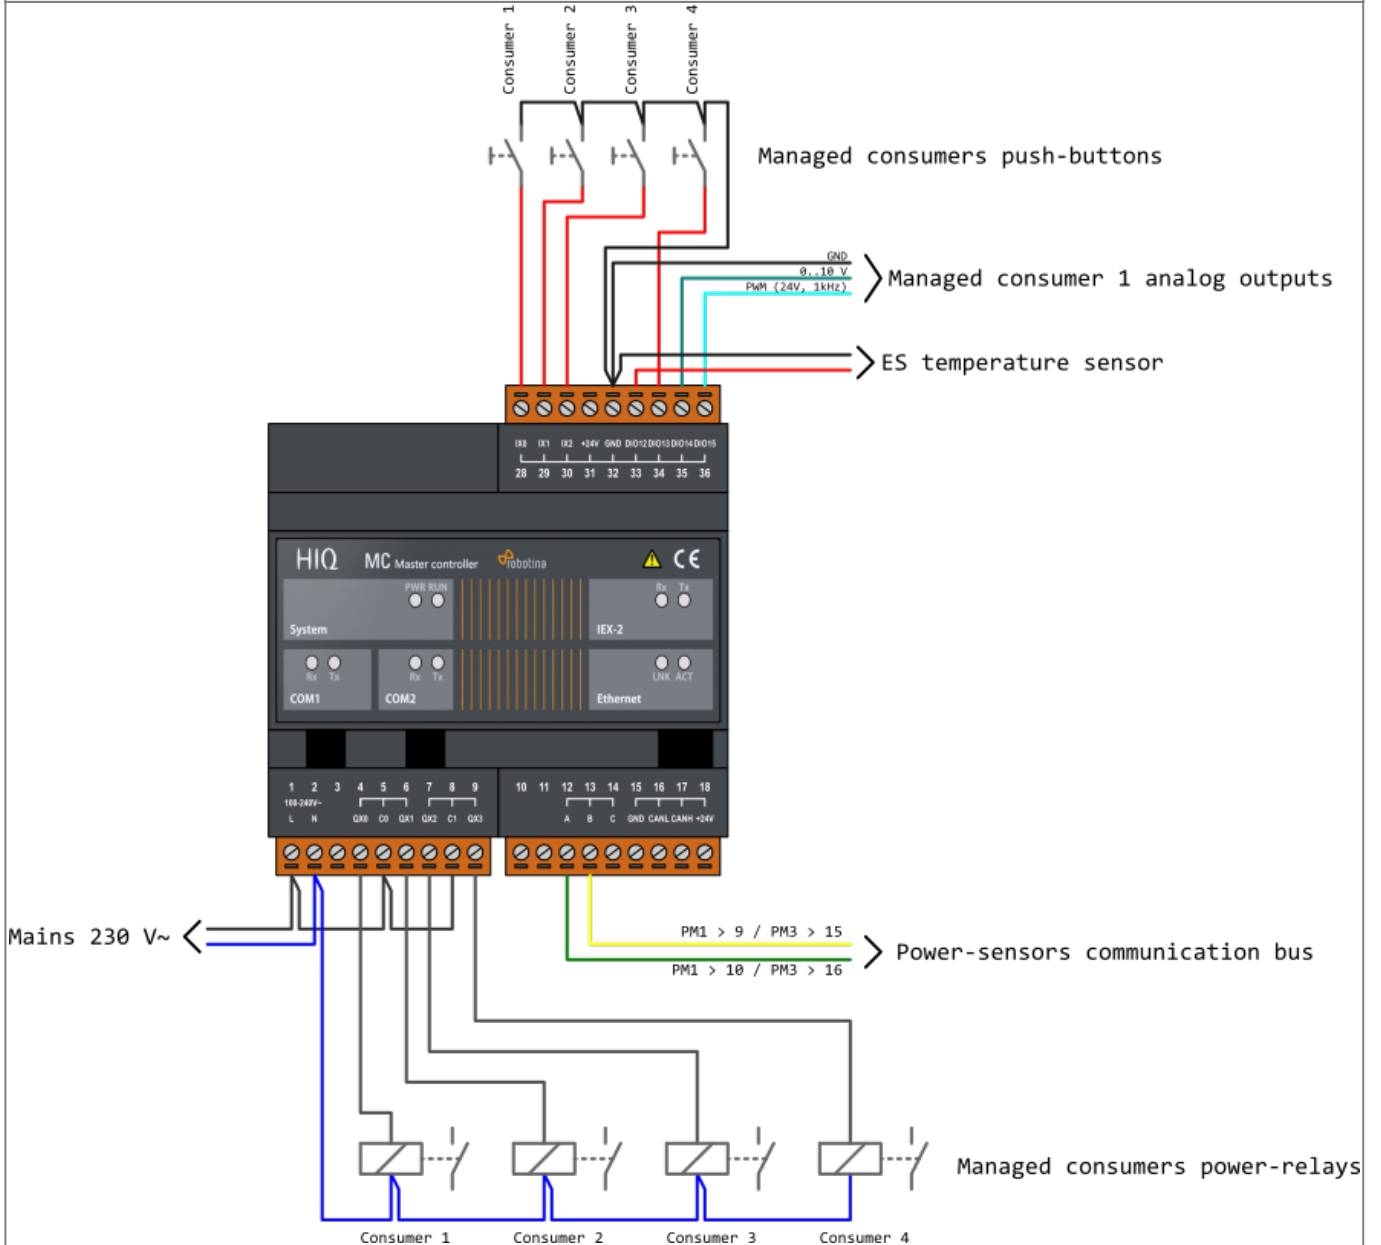 Consumer 1
Consumer 2
Consumer 3
Consumer 4
Managed consumers push-buttons
GND
0..10 V
PWM (24V, 1kHz)
Managed consumer 1 analog outputs
ES temperature sensor
IX0 IX1 IX2 +24V GND DIO12 DIO13 DIO14 DIO15
28 29 30 31 32 33 34 35 36
HIQ MC Master controller robotina CE
PWR RUN
Rx Tx
System
IEX-2
Rx Tx
Rx Tx
LNK ACT
COM1
COM2
Ethernet
1 2 3 4 5 6 7 8 9
10 11 12 13 14 15 16 17 18
100-240V~
L N QX0 C0 QX1 QX2 C1 QX3
A B C GND CANL CANH +24V
Mains 230 V~
PM1 > 9 / PM3 > 15
Power-sensors communication bus
PM1 > 10 / PM3 > 16
Managed consumers power-relays
Consumer 1
Consumer 2
Consumer 3
Consumer 4